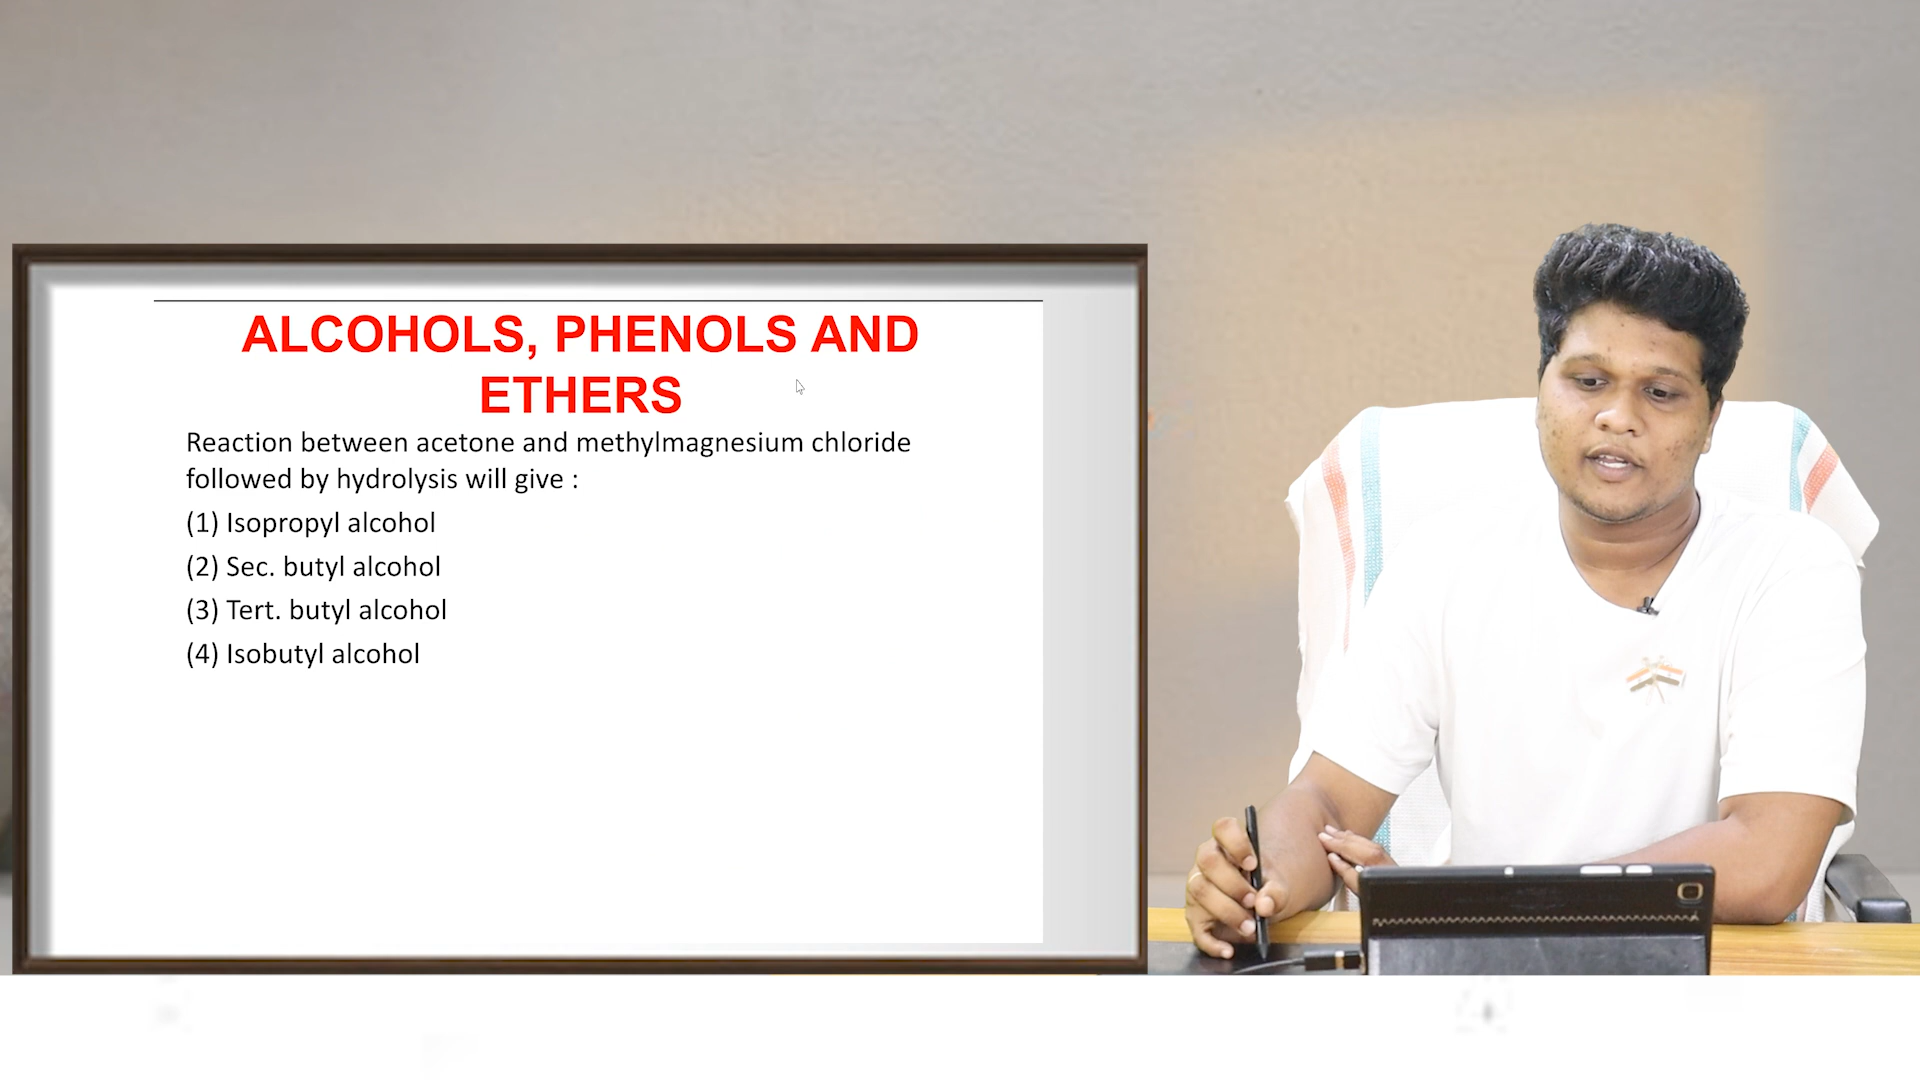 ALCOHOLS, PHENOLS AND
ETHERS
Reaction between acetone and methylmagnesium chloride
followed by hydrolysis will give :
(1) Isopropyl alcohol
(2) Sec. butyl alcohol
(3) Tert. butyl alcohol
(4) Isobutyl alcohol